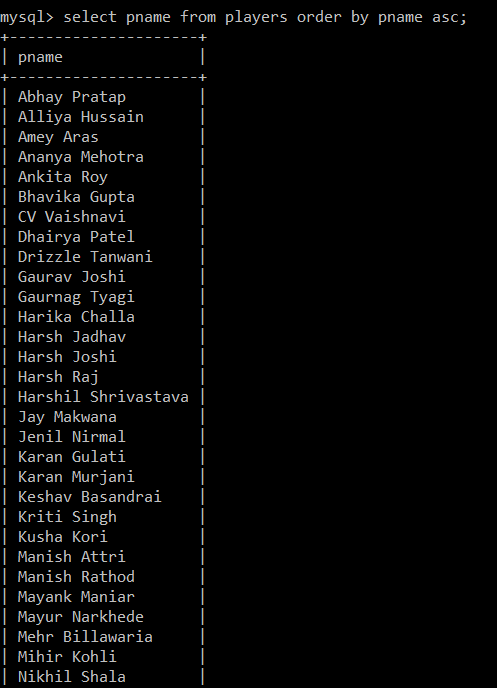 mysql> select pname from players order by pname asc;
+---------------------+
| pname               |
+---------------------+
| Abhay Pratap        |
| Alliya Hussain      |
| Amey Aras           |
| Ananya Mehotra      |
| Ankita Roy          |
| Bhavika Gupta       |
| CV Vaishnavi        |
| Dhairya Patel       |
| Drizzle Tanwani     |
| Gaurav Joshi        |
| Gaurnag Tyagi       |
| Harika Challa       |
| Harsh Jadhav        |
| Harsh Joshi         |
| Harsh Raj           |
| Harshil Shrivastava |
| Jay Makwana         |
| Jenil Nirmal        |
| Karan Gulati        |
| Karan Murjani       |
| Keshav Basandrai    |
| Kriti Singh         |
| Kusha Kori          |
| Manish Attri        |
| Manish Rathod       |
| Mayank Maniar       |
| Mayur Narkhede      |
| Mehr Billawaria     |
| Mihir Kohli         |
| Nikhil Shala        |